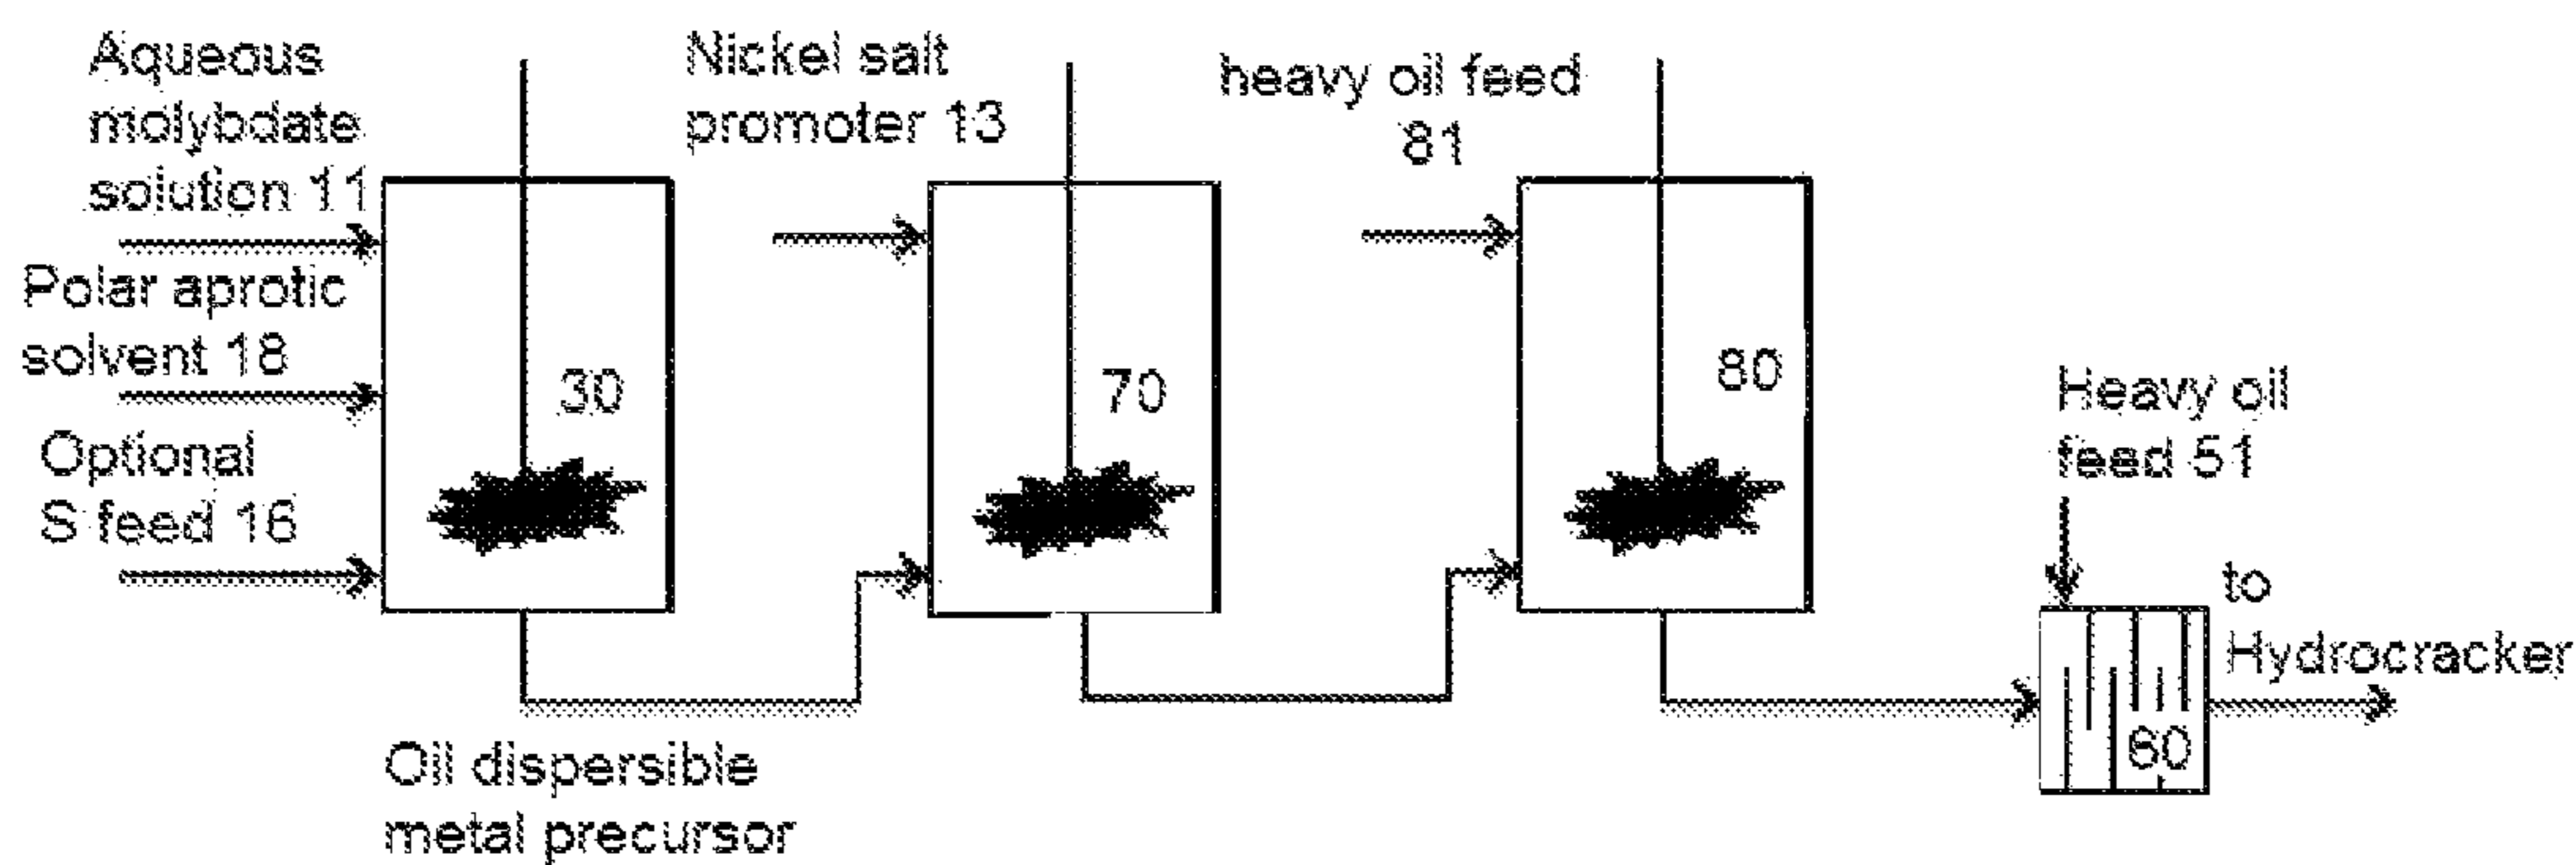 Aqueous
molybdate
solution 11
Polar aprotic
solvent 18
Optional
S feed 16
30
Oil dispersible
metal precursor
Nickel salt
promoter 13
70
heavy oil feed
81
80
Heavy oil
feed 51
60
to
Hydrocracker